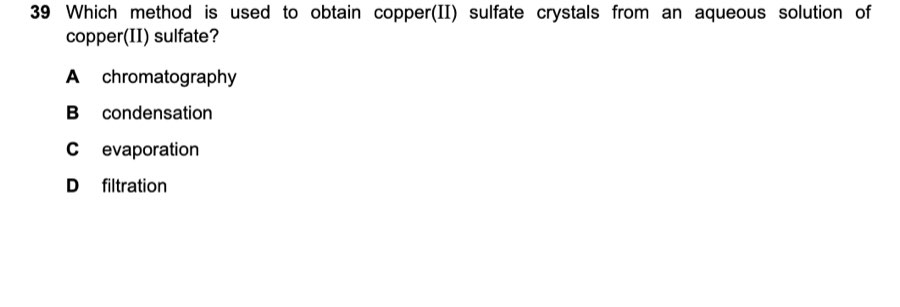 39 Which method is used to obtain copper(II) sulfate crystals from an aqueous solution of
copper(II) sulfate?
A chromatography
B condensation
C evaporation
D filtration